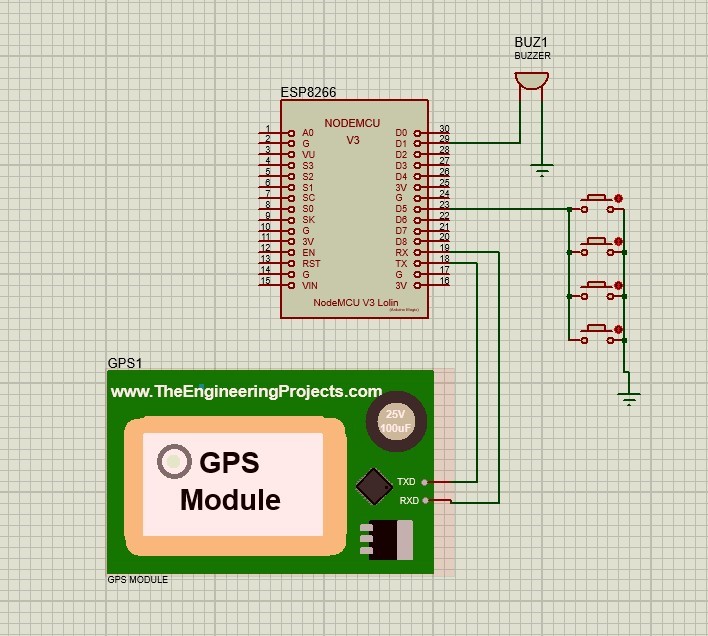 BUZ1
BUZZER
ESP8266
NODEMCU
V3
1 A0 D0 30
2 G D1 29
3 VU D2 28
4 S3 D3 27
5 S2 D4 26
6 S1 3V 25
7 SC G 24
8 S0 D5 23
9 SK D6 22
10 G D7 21
11 3V D8 20
12 EN RX 19
13 RST TX 18
14 G G 17
15 VIN 3V 16
NodeMCU V3 Lolin
GPS1
www.TheEngineeringProjects.com
25V
100uF
GPS
Module
TXD
RXD
GPS MODULE